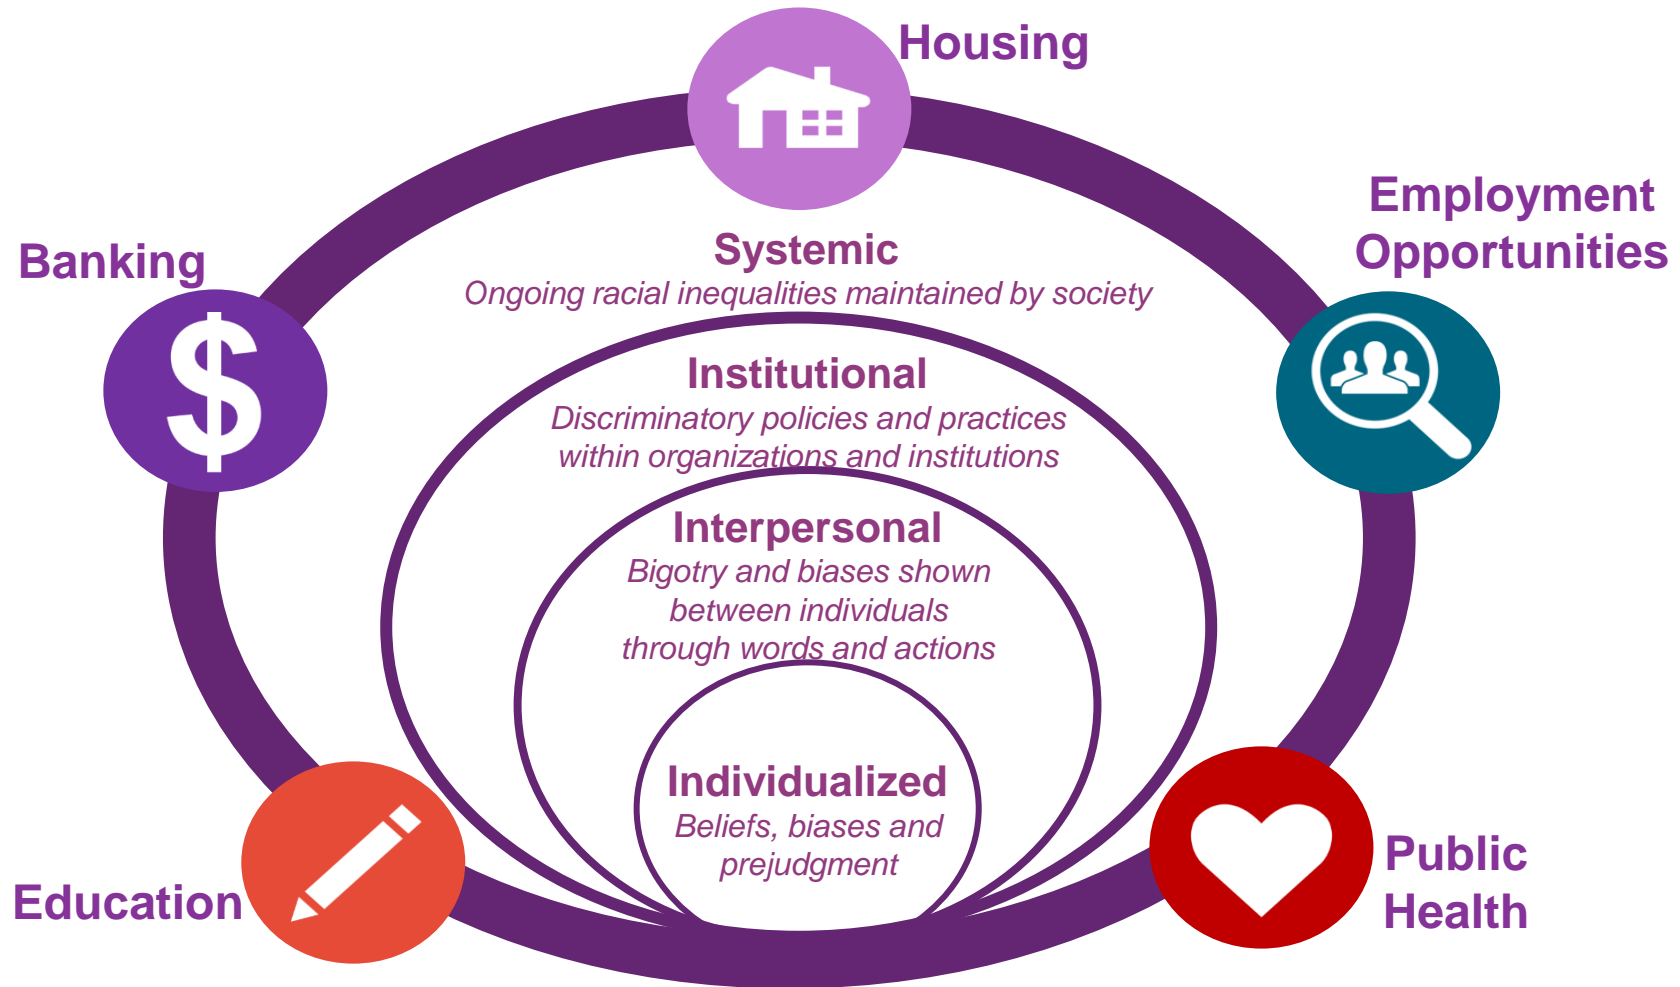 Housing
Employment
Opportunities
Banking
Systemic
Ongoing racial inequalities maintained by society
Institutional
Discriminatory policies and practices
within organizations and institutions
Interpersonal
Bigotry and biases shown
between individuals
through words and actions
Individualized
Beliefs, biases and
prejudgment
Education
Public
Health
$